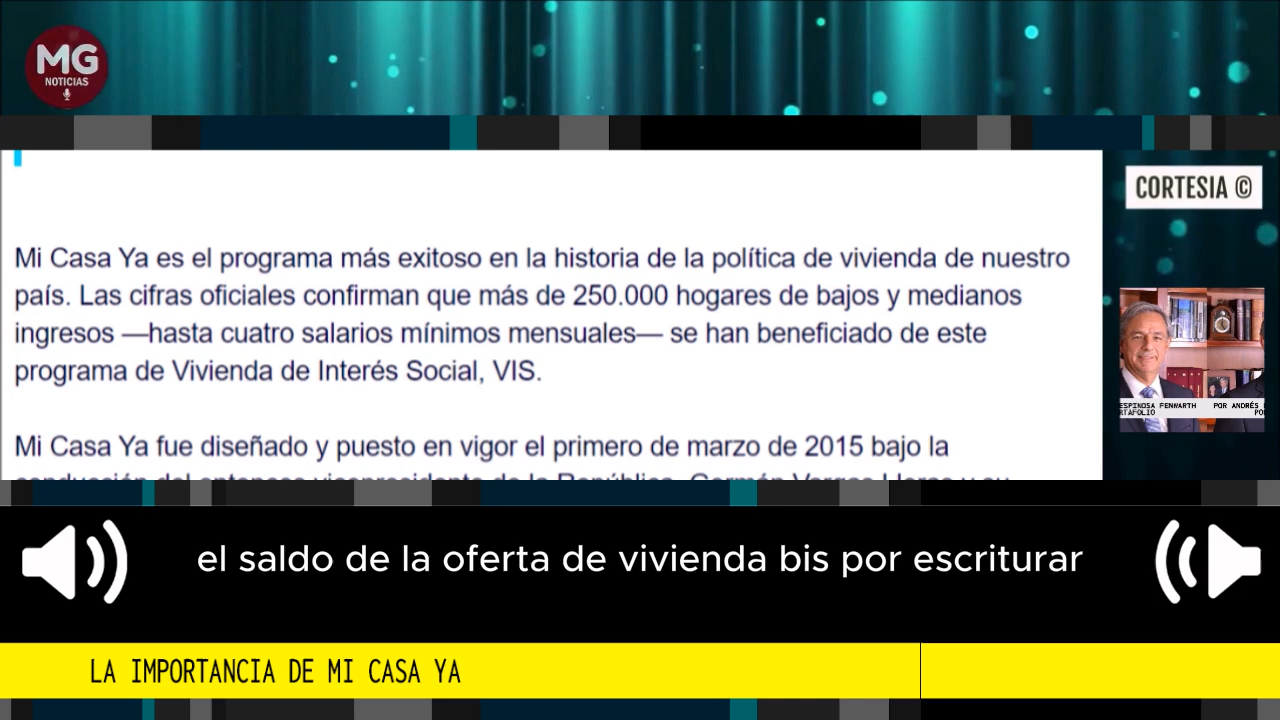 MG
NOTICIAS
CORTESIA ©
Mi Casa Ya es el programa más exitoso en la historia de la política de vivienda de nuestro
país. Las cifras oficiales confirman que más de 250.000 hogares de bajos y medianos
ingresos —hasta cuatro salarios mínimos mensuales— se han beneficiado de este
programa de Vivienda de Interés Social, VIS.
Mi Casa Ya fue diseñado y puesto en vigor el primero de marzo de 2015 bajo la
ESPINOSA FENWARTH POR ANDRÉS
el saldo de la oferta de vivienda bis por escriturar
LA IMPORTANCIA DE MI CASA YA